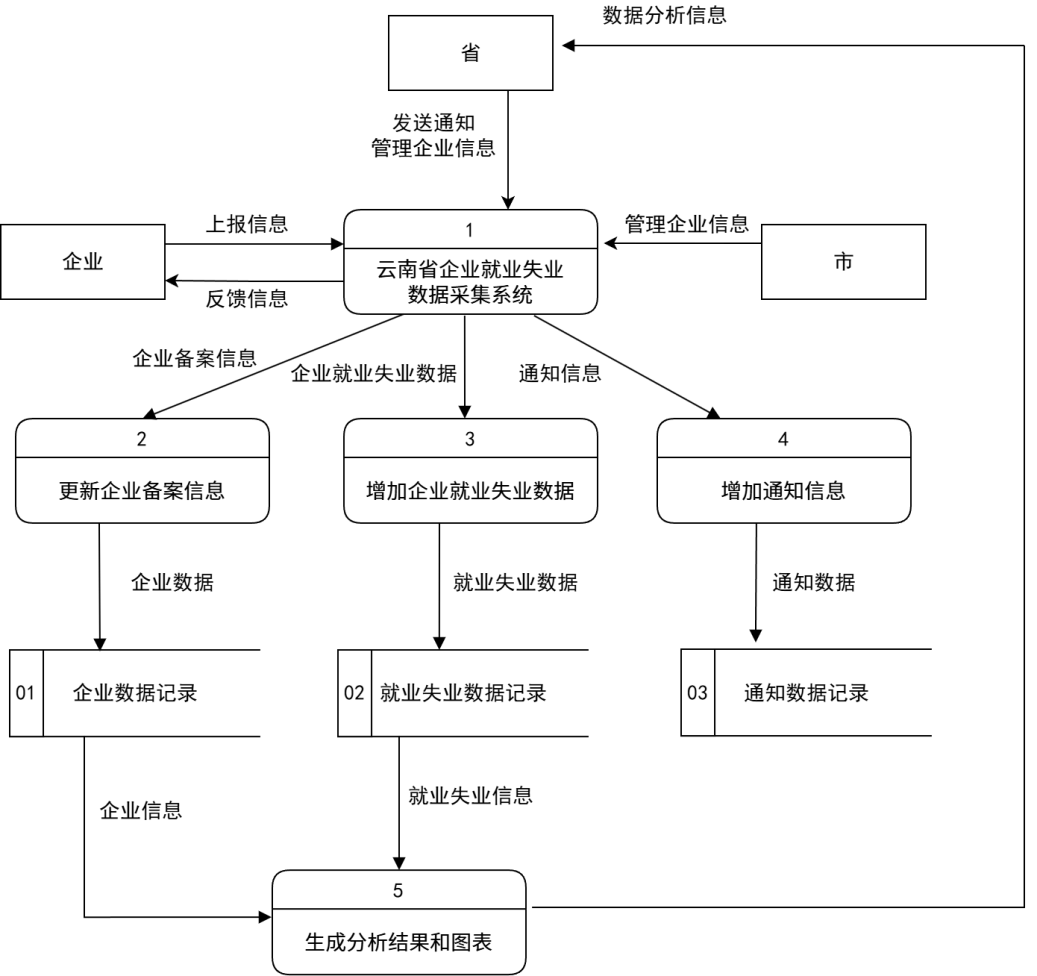 数据分析信息
省
发送通知
管理企业信息
上报信息
管理企业信息
企业
1
云南省企业就业失业
数据采集系统
市
反馈信息
企业备案信息
企业就业失业数据
通知信息
2
更新企业备案信息
3
增加企业就业失业数据
4
增加通知信息
企业数据
就业失业数据
通知数据
01
企业数据记录
02
就业失业数据记录
03
通知数据记录
企业信息
就业失业信息
5
生成分析结果和图表